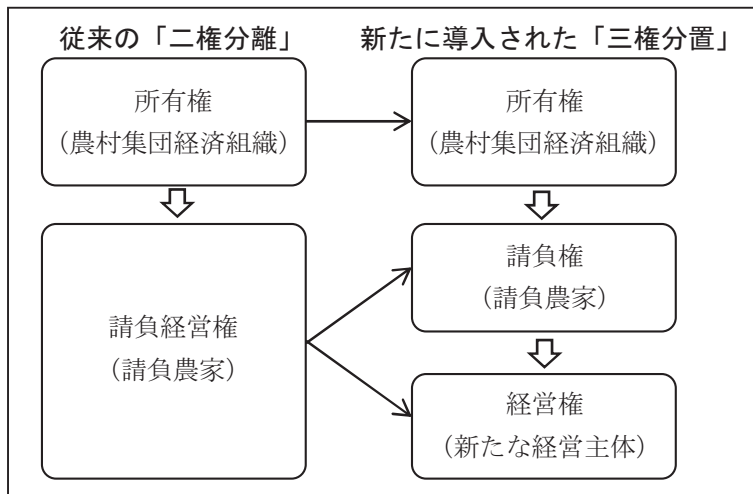 従来の「二権分離」
所有権
(農村集団経済組織)
請負経営権
(請負農家)
新たに導入された「三権分置」
所有権
(農村集団経済組織)
請負権
(請負農家)
経営権
(新たな経営主体)